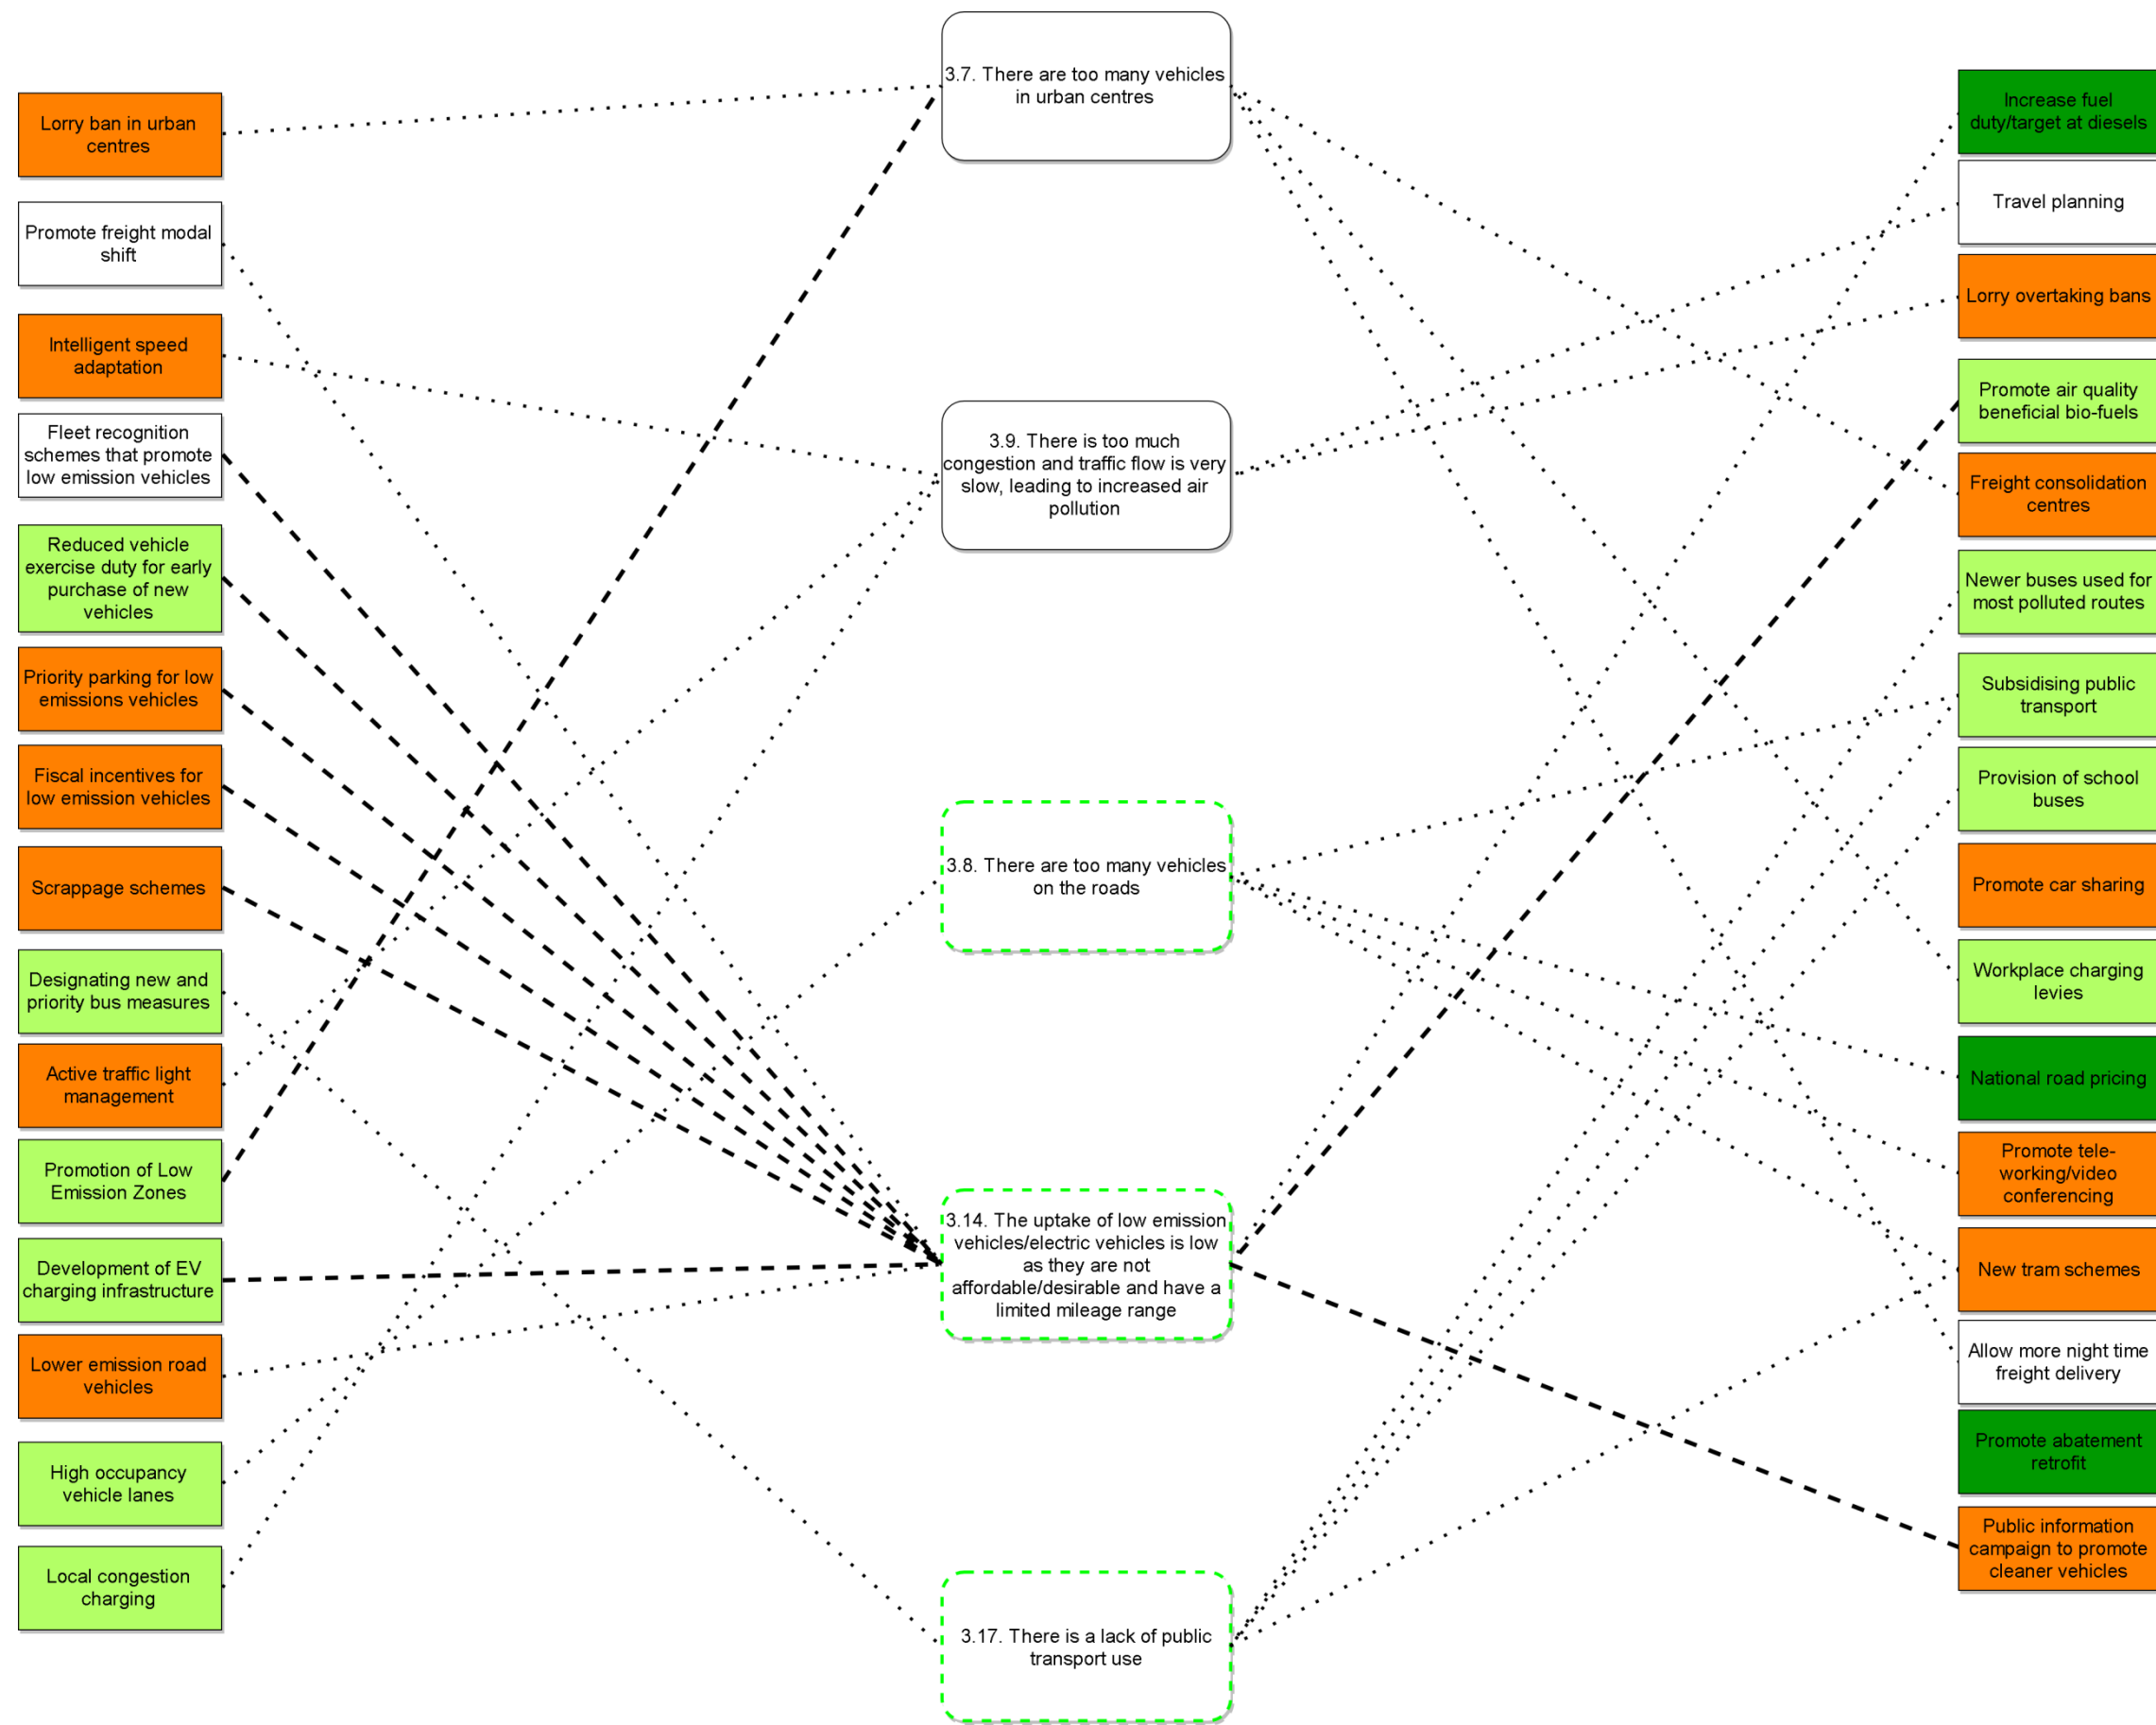 Lorry ban in urban
centres
Promote freight modal
shift
Intelligent speed
adaptation
Fleet recognition
schemes that promote
low emission vehicles
Reduced vehicle
exercise duty for early
purchase of new
vehicles
Priority parking for low
emissions vehicles
Fiscal incentives for
low emission vehicles
Scrappage schemes
Designating new and
priority bus measures
Active traffic light
management
Promotion of Low
Emission Zones
Development of EV
charging infrastructure
Lower emission road
vehicles
High occupancy
vehicle lanes
Local congestion
charging
3.7. There are too many vehicles
in urban centres
3.9. There is too much
congestion and traffic flow is very
slow, leading to increased air
pollution
3.8. There are too many vehicles
on the roads
3.14. The uptake of low emission
vehicles/electric vehicles is low
as they are not
affordable/desirable and have a
limited mileage range
3.17. There is a lack of public
transport use
Increase fuel
duty/target at diesels
Travel planning
Lorry overtaking bans
Promote air quality
beneficial bio-fuels
Freight consolidation
centres
Newer buses used for
most polluted routes
Subsidising public
transport
Provision of school
buses
Promote car sharing
Workplace charging
levies
National road pricing
Promote tele-
working/video
conferencing
New tram schemes
Allow more night time
freight delivery
Promote abatement
retrofit
Public information
campaign to promote
cleaner vehicles